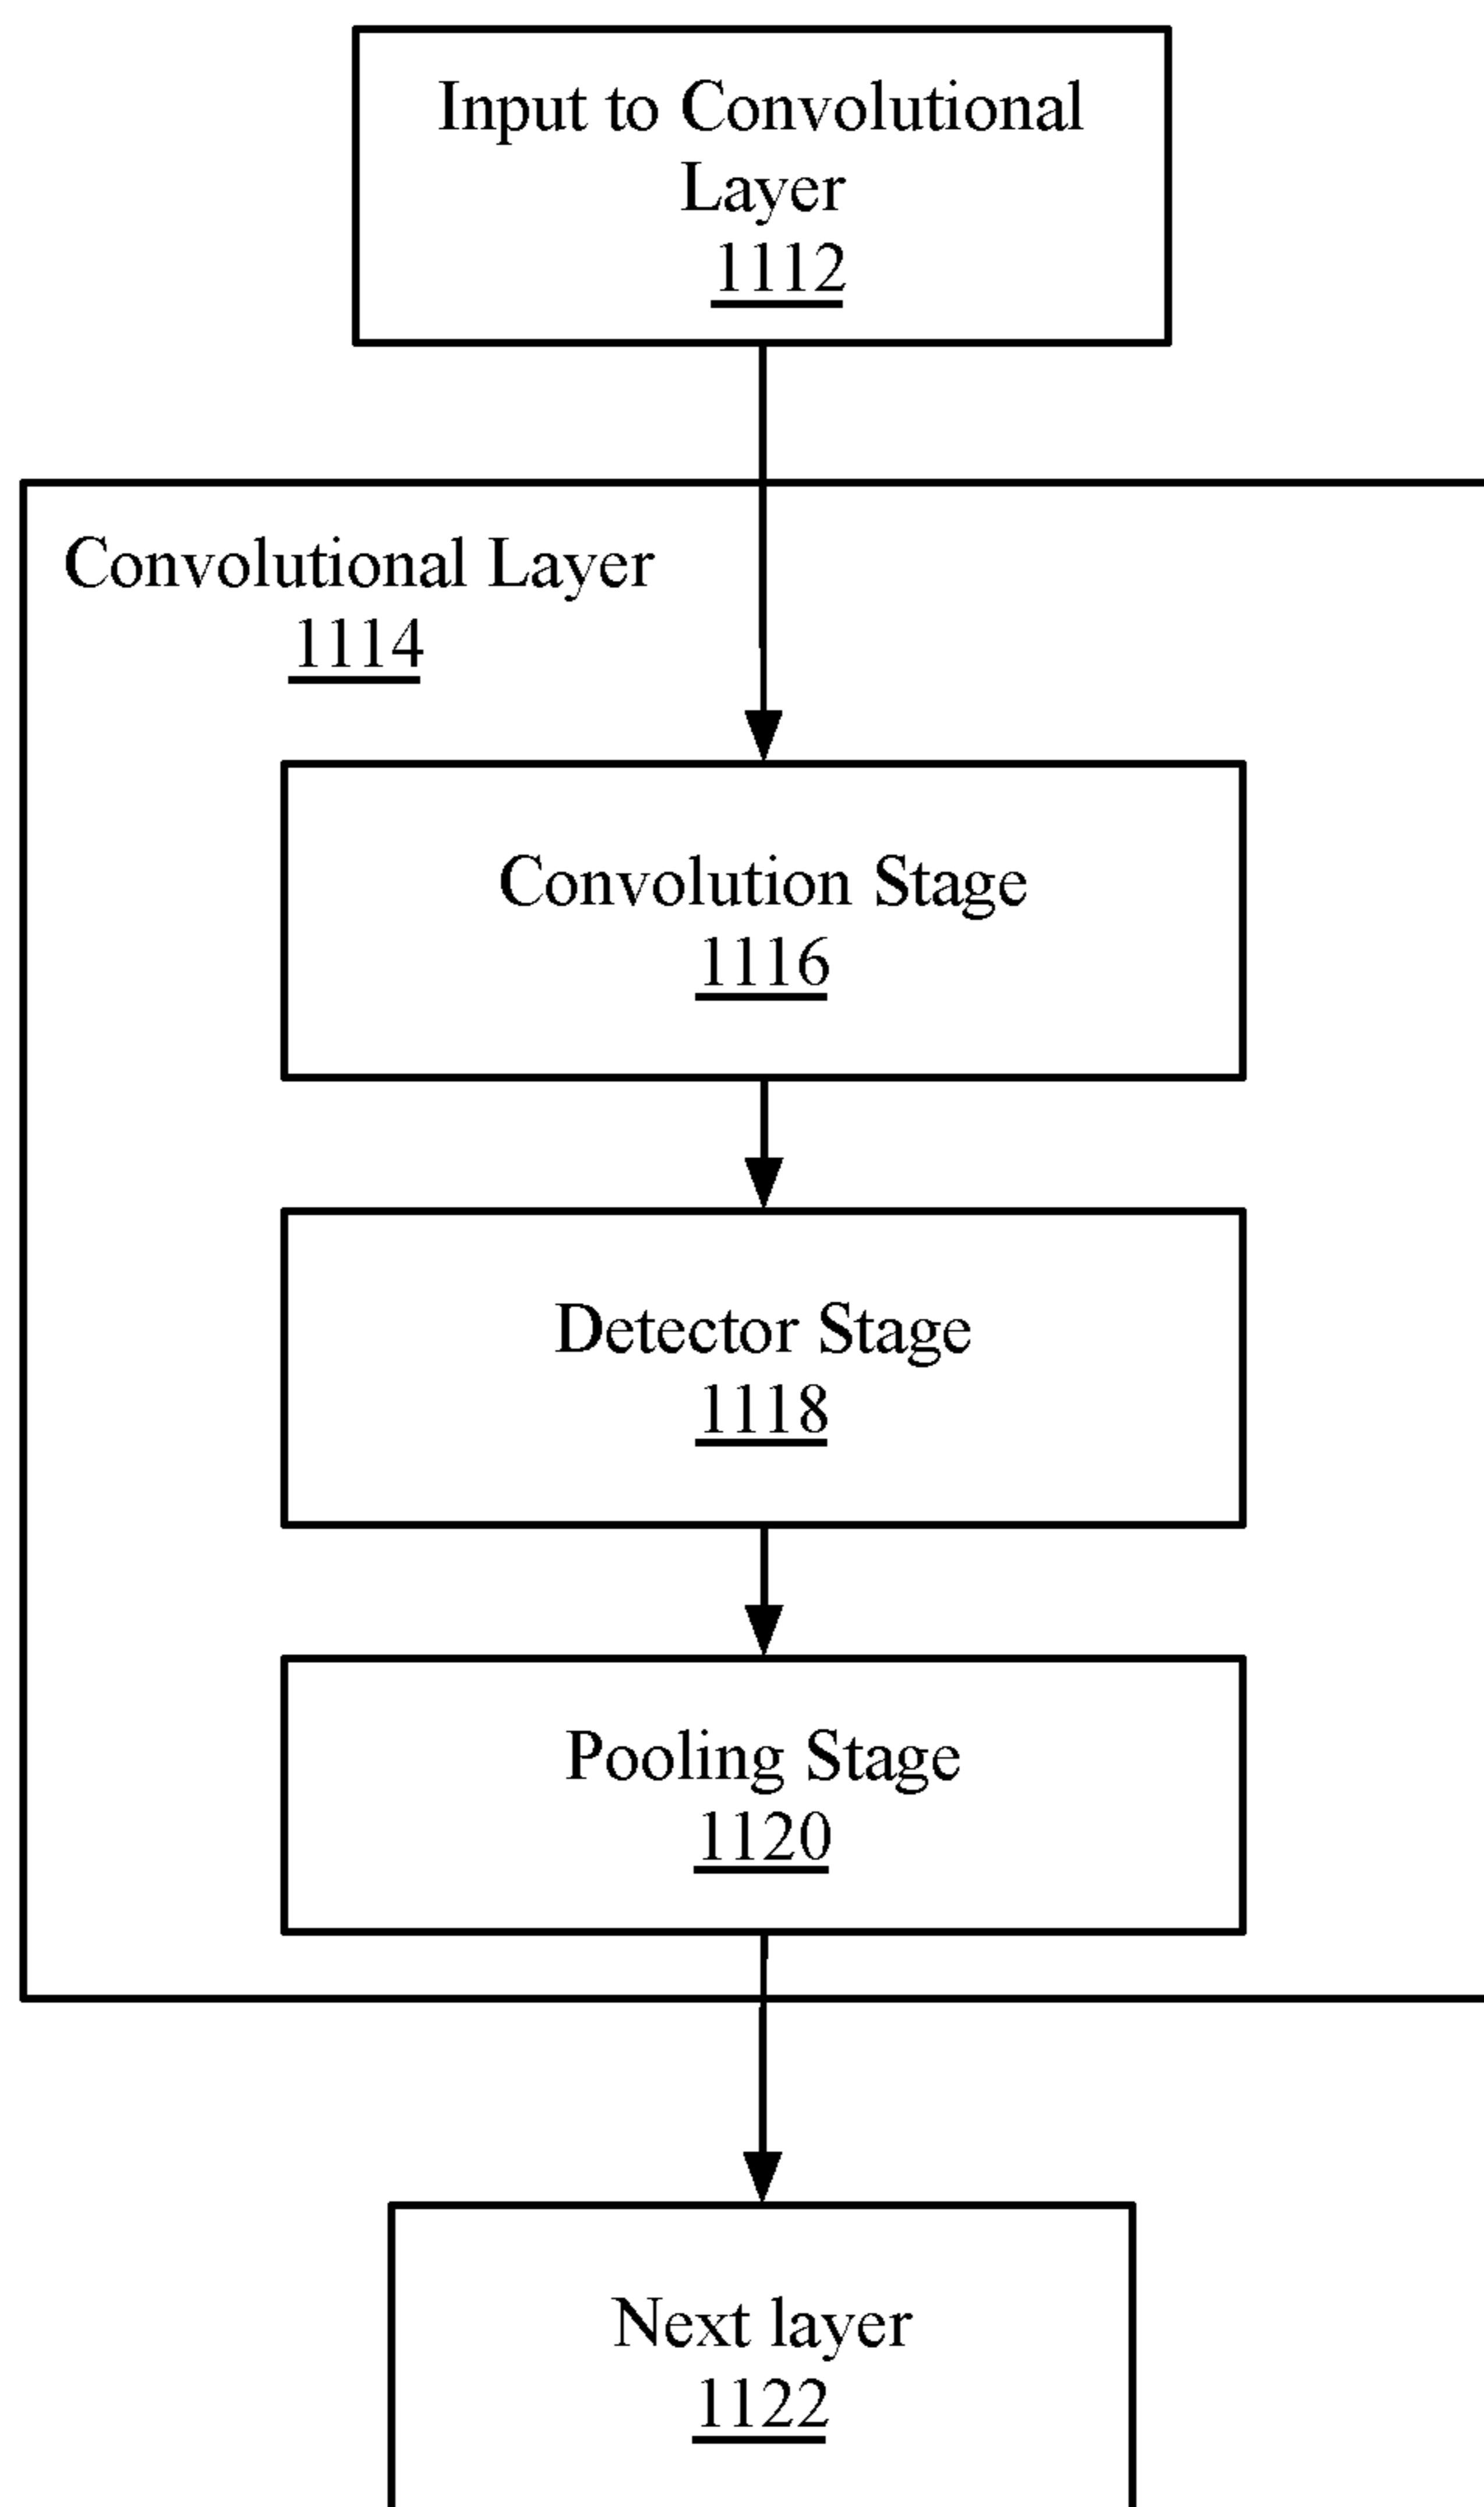 Input to Convolutional
Layer
1112
Convolutional Layer
1114
Convolution Stage
1116
Detector Stage
1118
Pooling Stage
1120
Next layer
1122